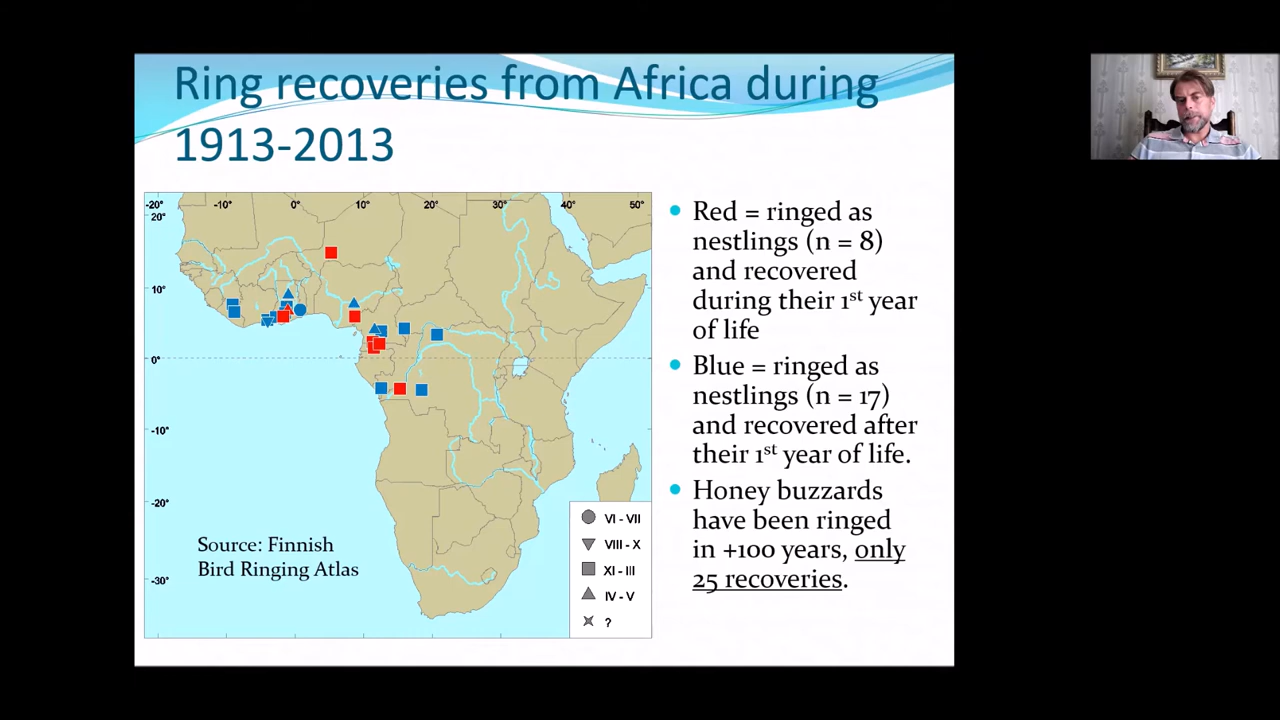 Ring recoveries from Africa during
1913-2013
-20° -10° 0° 10° 20° 30° 40° 50°
20°
10°
0°
-10°
-20°
-30°
VI - VII
VIII - X
XI - III
IV - V
?
Source: Finnish
Bird Ringing Atlas
Red = ringed as
nestlings (n = 8)
and recovered
during their 1st year
of life
Blue = ringed as
nestlings (n = 17)
and recovered after
their 1st year of life.
Honey buzzards
have been ringed
in +100 years, only
25 recoveries.